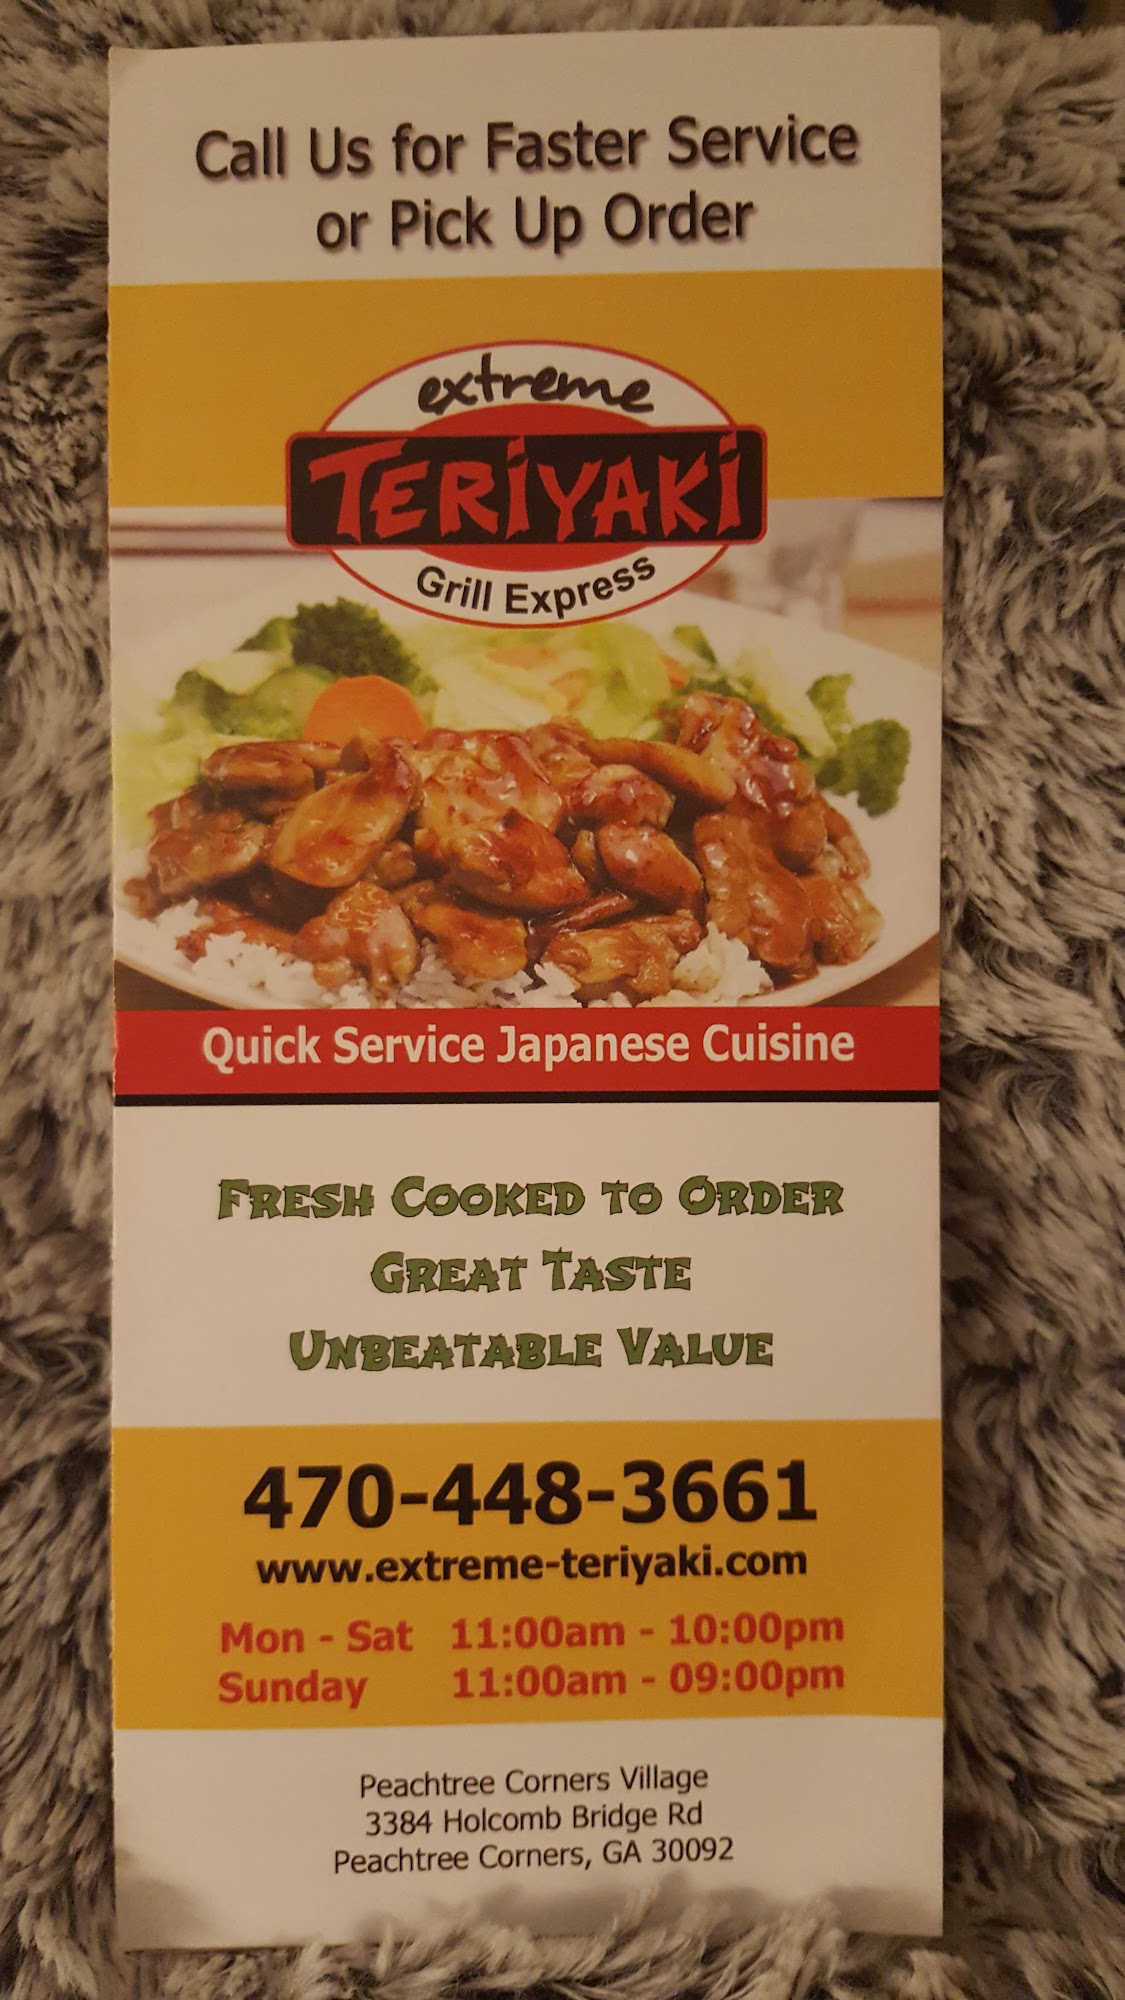 Call Us for Faster Service
or Pick Up Order
extreme
TERiYAKi
Grill Express
Quick Service Japanese Cuisine
FRESH COOKED TO ORDER
GREAT TASTE
UNBEATABLE VALUE
470-448-3661
www.extreme-teriyaki.com
Mon - Sat 11:00am - 10:00pm
Sunday 11:00am - 09:00pm
Peachtree Corners Village
3384 Holcomb Bridge Rd
Peachtree Corners, GA 30092